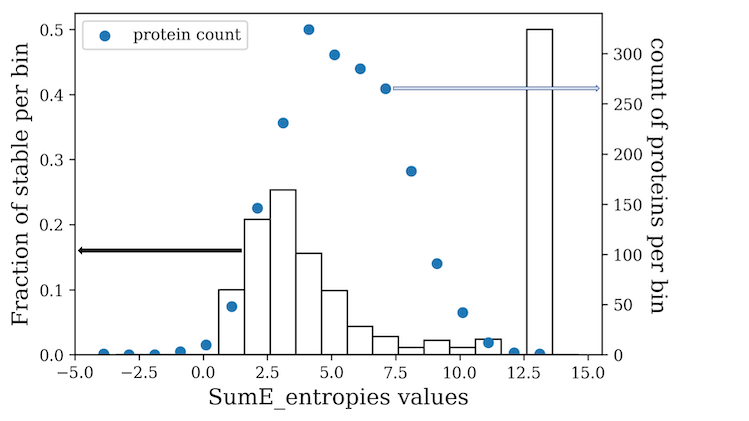 protein count
Fraction of stable per bin
0.5
0.4
0.3
0.2
0.1
0.0
count of proteins per bin
300
250
200
150
100
50
0
−5.0 −2.5 0.0 2.5 5.0 7.5 10.0 12.5 15.0
SumE_entropies values